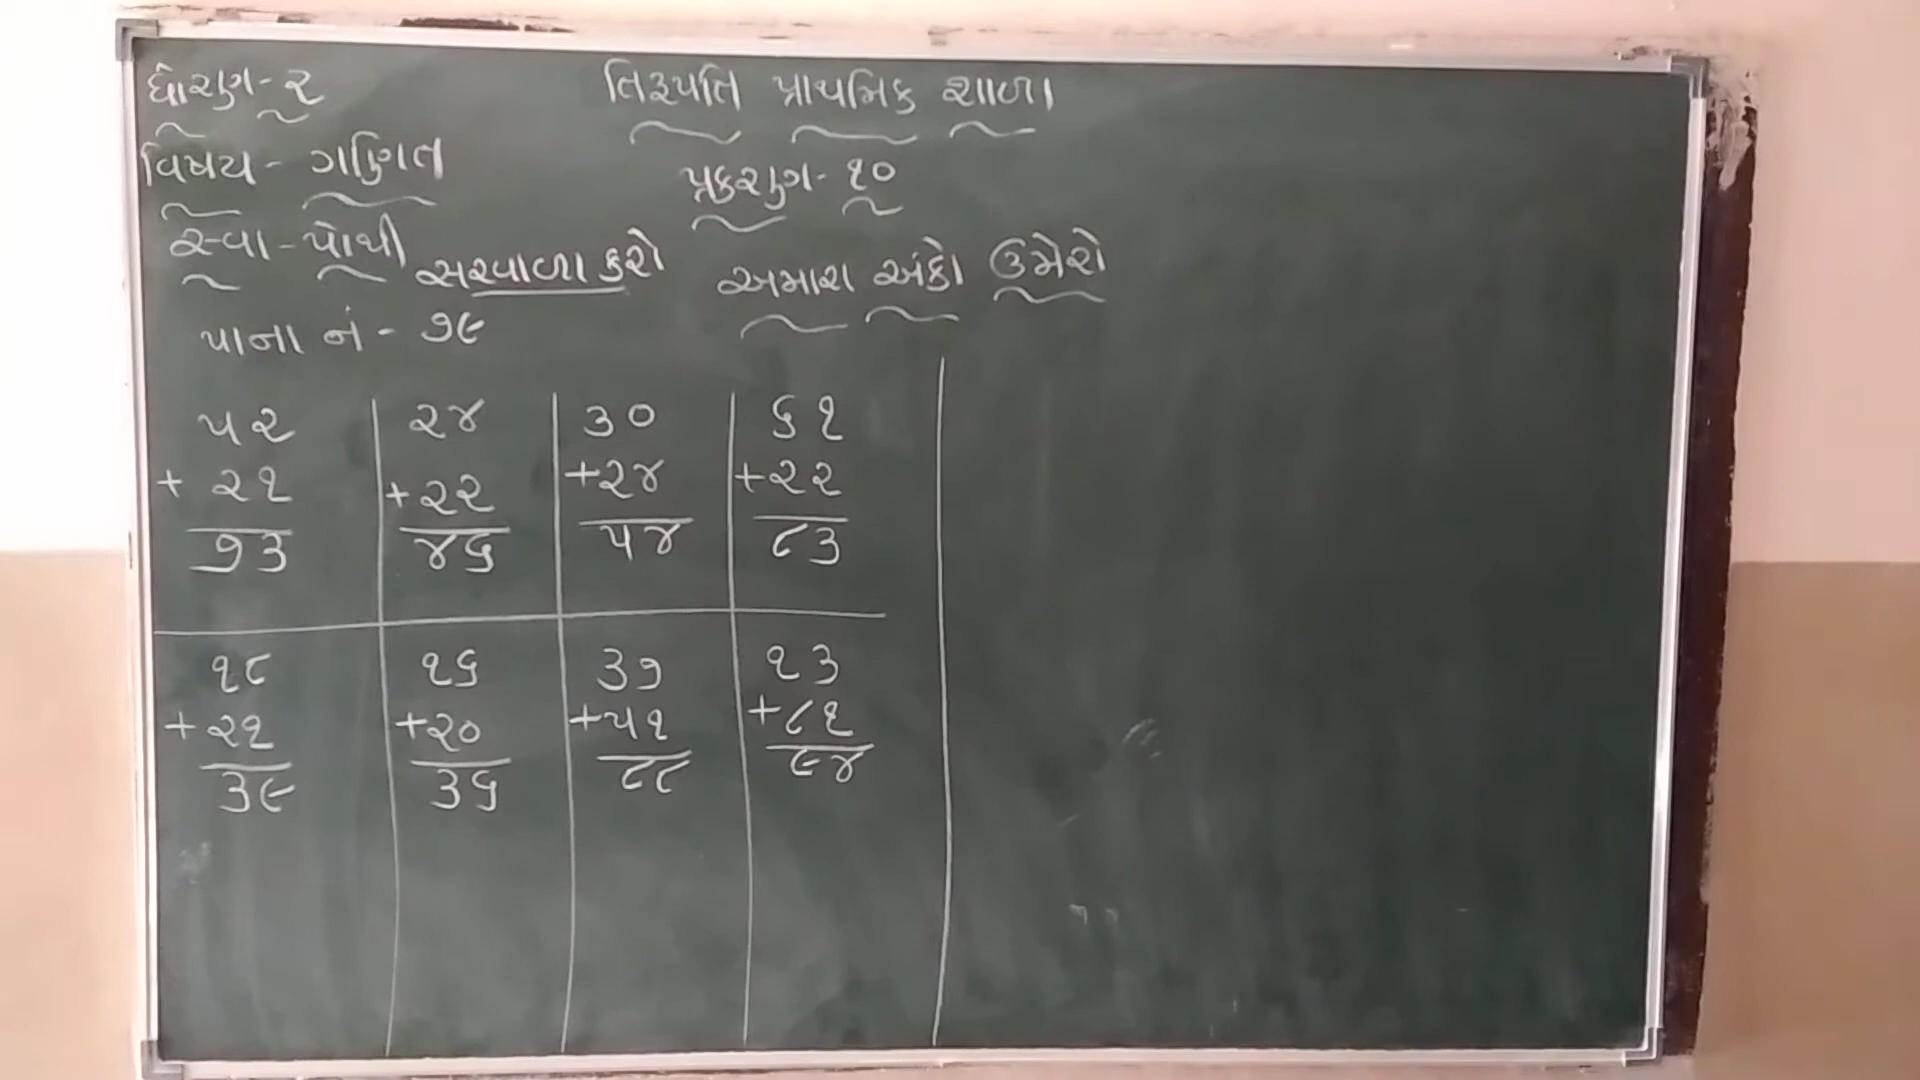 ધોરણ- ૨
તિરૂપતિ પ્રાથમિક શાળા
વિષય - ગણિત
પ્રકરણ- ૧૦
સ્વા - પોથી
સરવાળા કરો
અમારા અંકો ઉમેરો
પાના નં - ૭૯
૫૨ ૨૪ ૩૦ ૬૧
+ ૨૧ +૨૨ +૨૪ +૨૨
૭૩ ૪૬ ૫૪ ૮૩
૧૮ ૧૬ ૩૭ ૧૩
+ ૨૧ +૨૦ +૫૧ +૮૧
૩૯ ૩૬ ૮૮ ૯૪